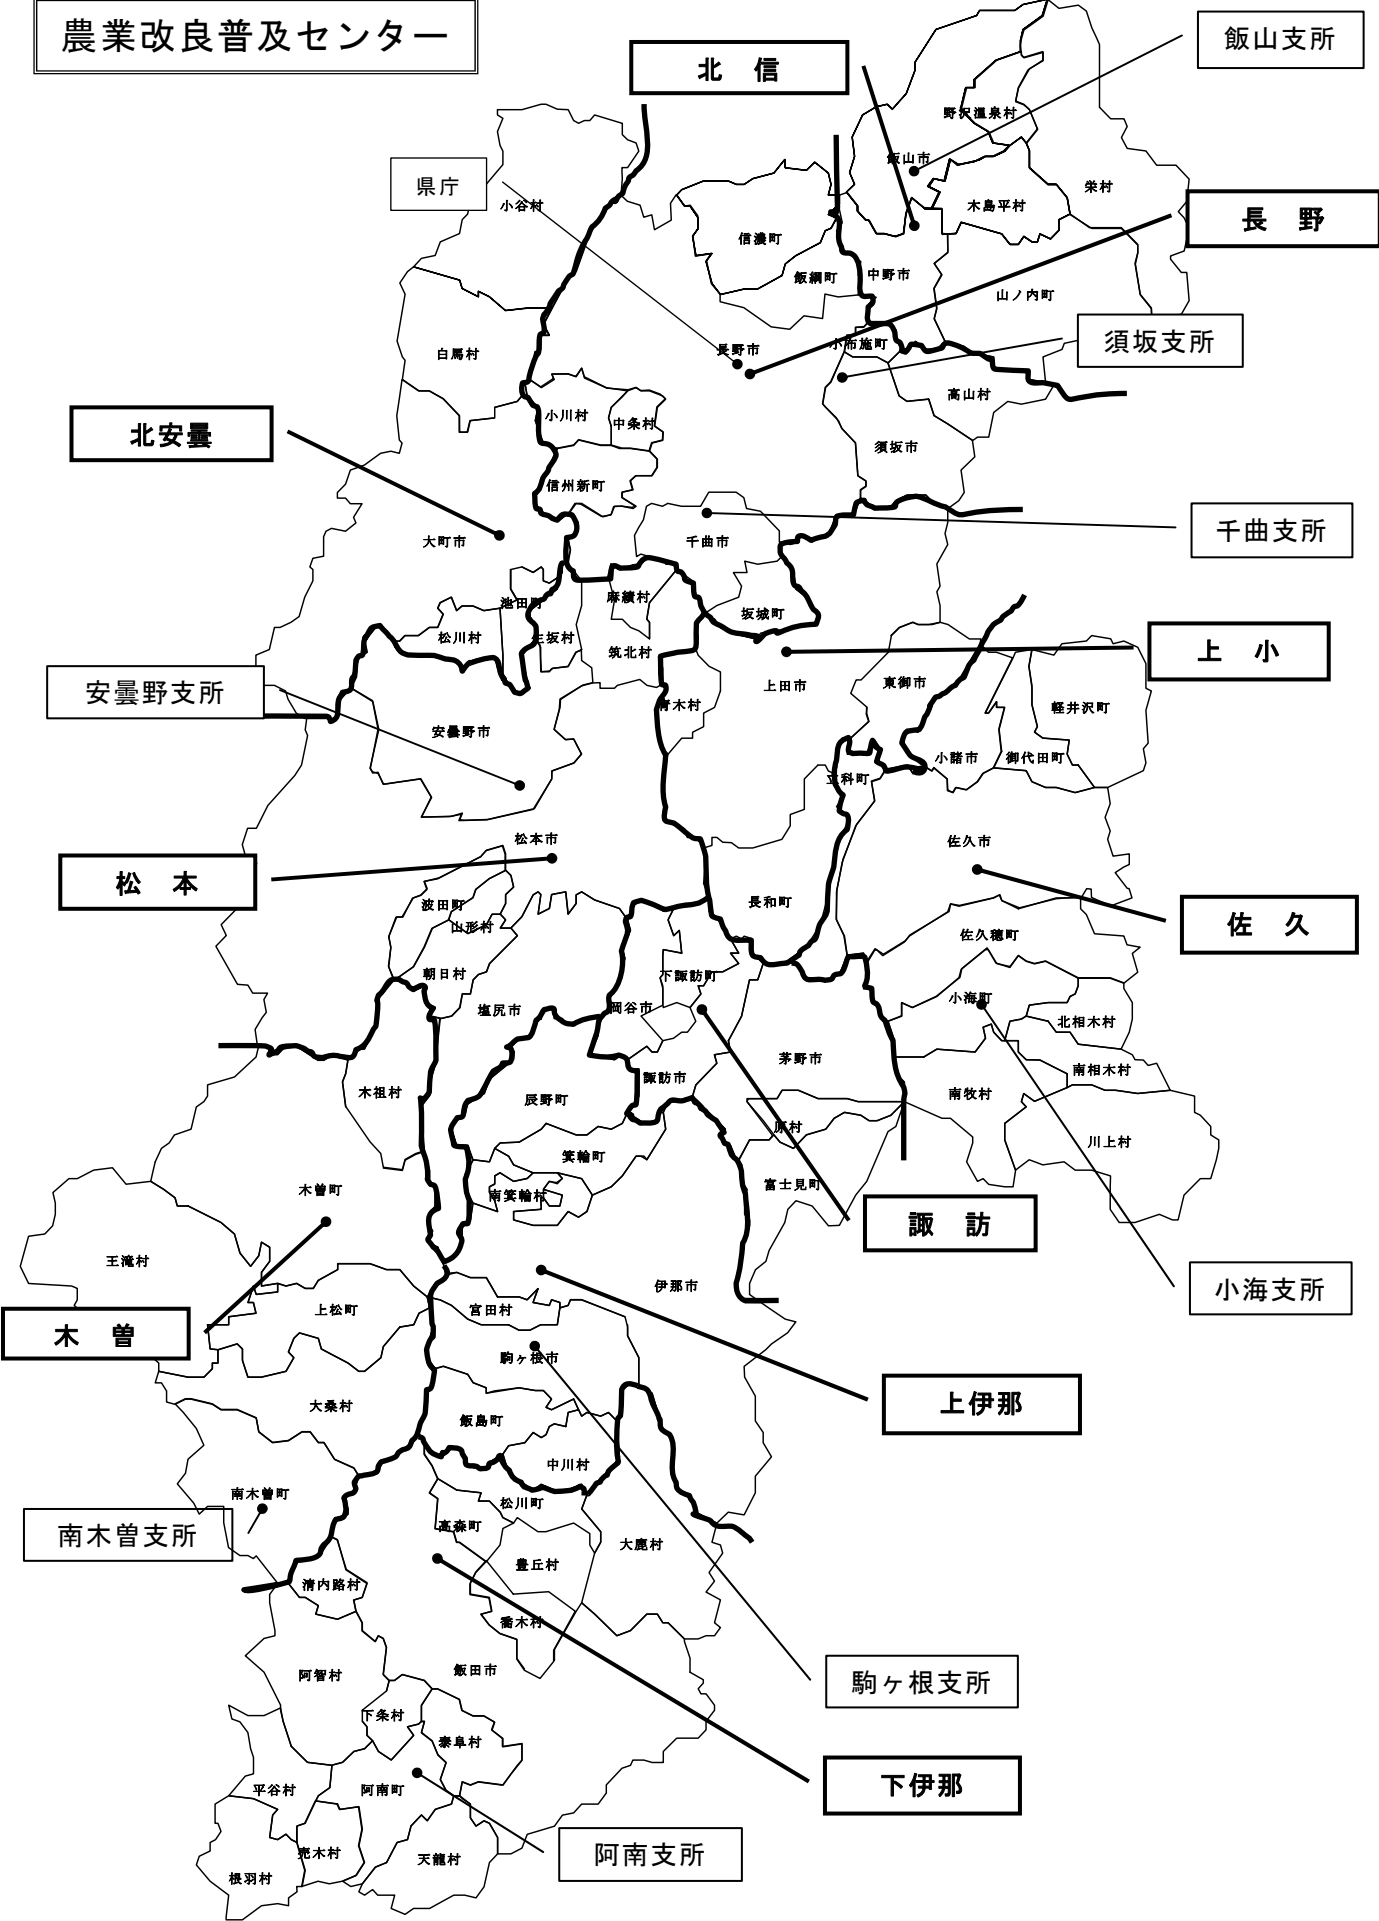 農業改良普及センター
飯山支所
北 信
野沢温泉村
飯山市
県庁
栄村
小谷村
木島平村
長 野
信濃町
飯綱町
中野市
山ノ内町
須坂支所
小布施町
長野市
白馬村
高山村
小川村
中条村
北安曇
須坂市
信州新町
千曲支所
千曲市
大町市
麻績村
池田町
坂城町
松川村
生坂村
筑北村
上 小
安曇野支所
上田市
東御市
青木村
軽井沢町
安曇野市
小諸市
御代田町
立科町
松本市
佐久市
松 本
長和町
波田町
山形村
佐久
佐久穂町
朝日村
下諏訪町
小海町
塩尻市
岡谷市
北相木村
茅野市
南相木村
諏訪市
木祖村
南牧村
辰野町
原村
川上村
箕輪町
富士見町
木曽町
南箕輪村
諏 訪
王滝村
伊那市
小海支所
上松町
宮田村
木 曽
駒ヶ根市
上伊那
大桑村
飯島町
中川村
南木曽町
松川町
南木曽支所
高森町
大鹿村
豊丘村
清内路村
喬木村
飯田市
阿智村
駒ヶ根支所
下条村
泰阜村
下伊那
平谷村
阿南町
阿南支所
売木村
天龍村
根羽村